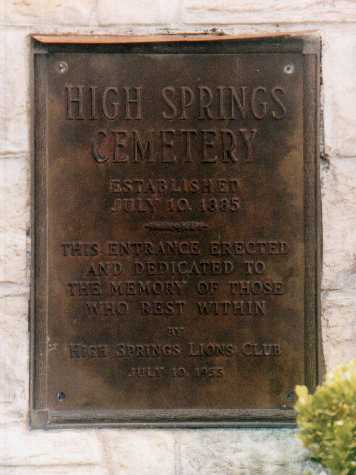 HIGH SPRINGS
CEMETERY
ESTABLISHED
JULY 10, 1885
THIS ENTRANCE ERECTED
AND DEDICATED TO
THE MEMORY OF THOSE
WHO REST WITHIN
BY
HIGH SPRINGS LIONS CLUB
JULY 10, 1955